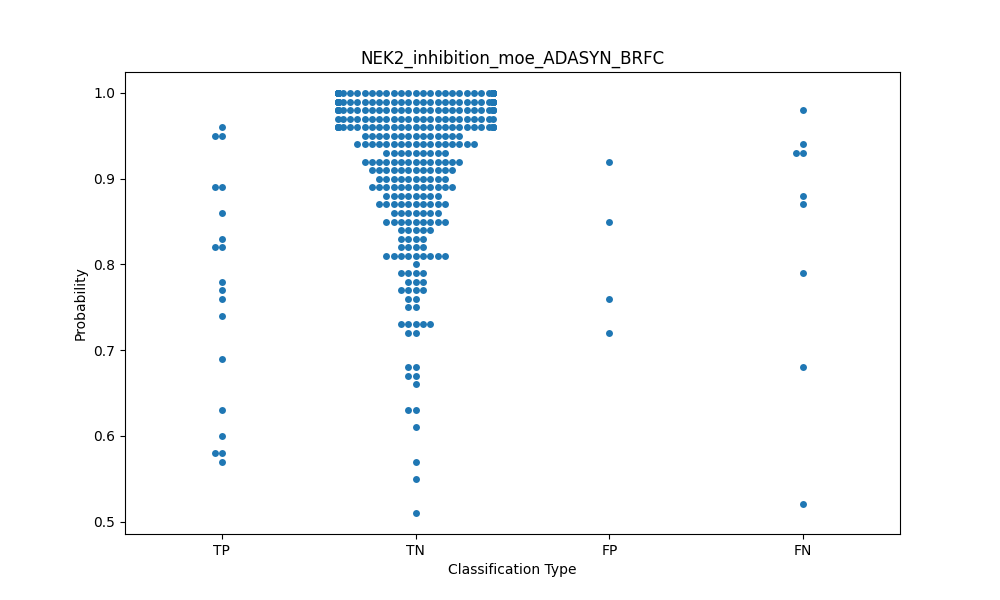 NEK2_inhibition_moe_ADASYN_BRFC
1.0
0.9
0.8
0.7
0.6
0.5
Probability
TP TN FP FN
Classification Type